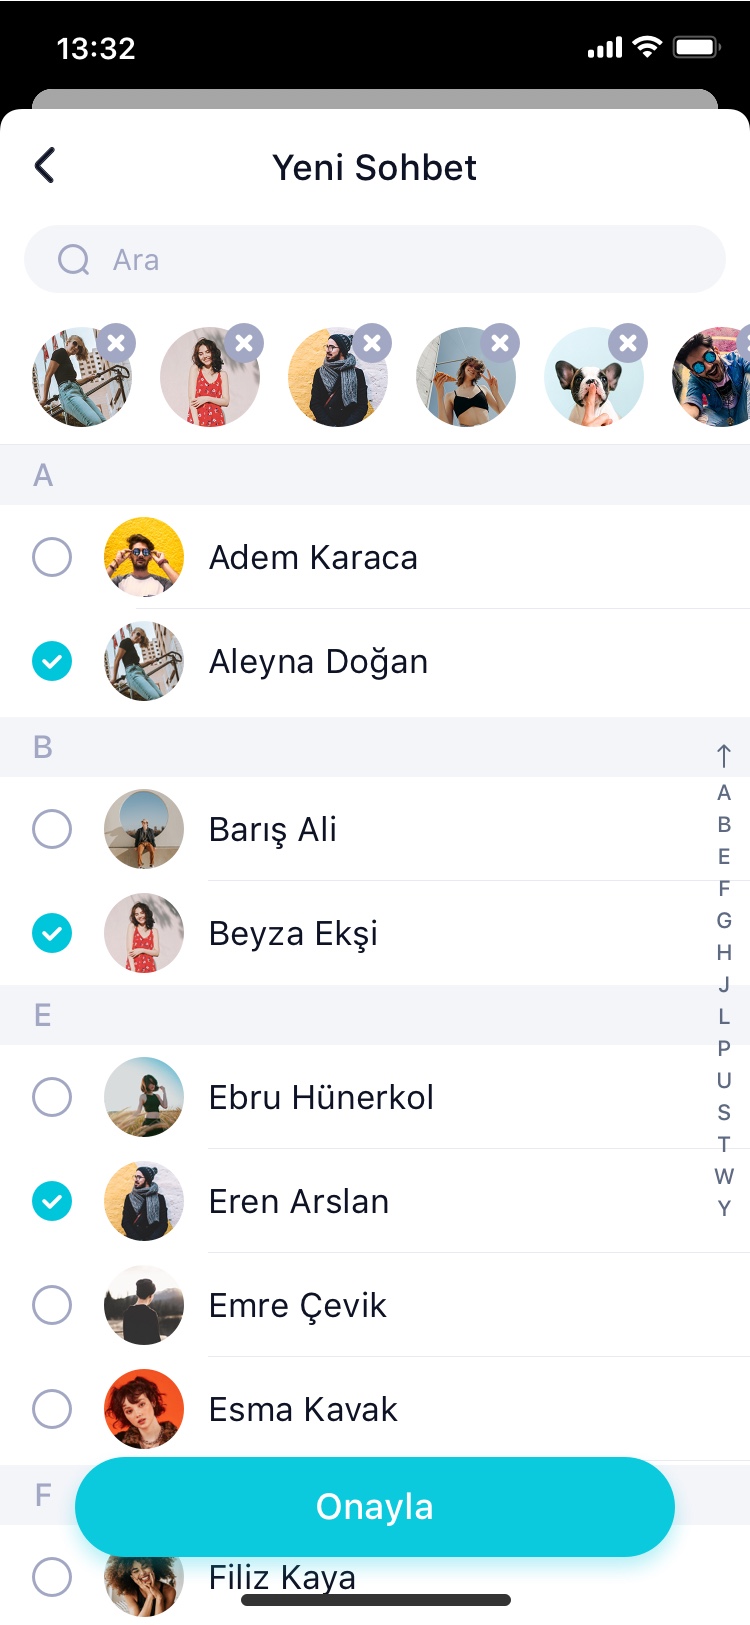 13:32
Yeni Sohbet
Ara
A
Adem Karaca
Aleyna Doğan
B
Barış Ali
Beyza Ekşi
E
Ebru Hünerkol
Eren Arslan
Emre Çevik
Esma Kavak
F
Onayla
Filiz Kaya
A
B
E
F
G
H
J
L
P
U
S
T
W
Y